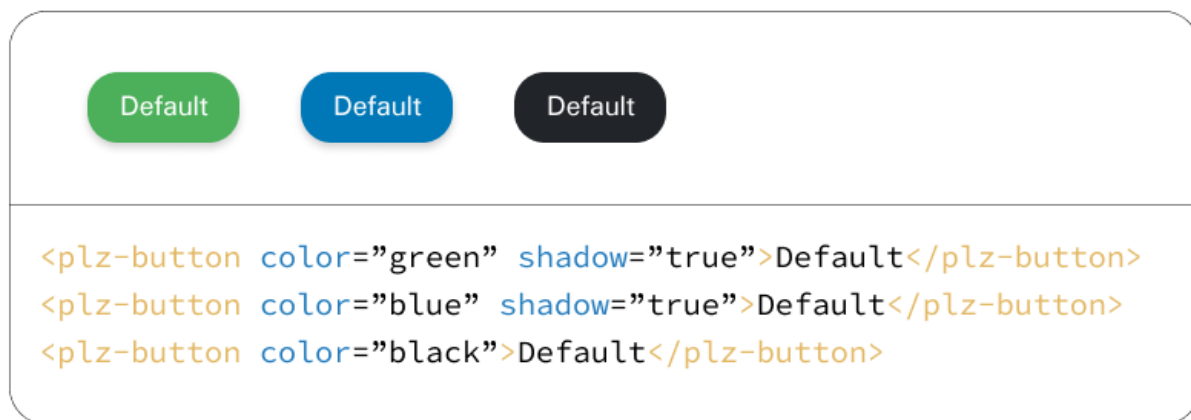 Default Default Default
<plz-button color=”green” shadow=”true”>Default</plz-button>
<plz-button color=”blue” shadow=”true”>Default</plz-button>
<plz-button color=”black”>Default</plz-button>